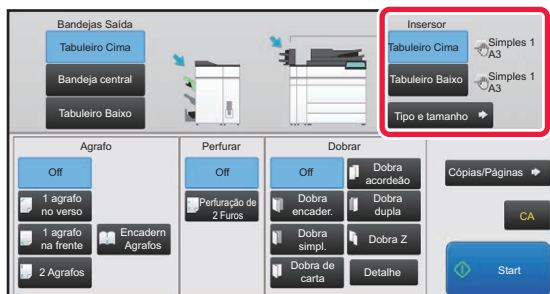 Bandejas Saída
Tabuleiro Cima
Bandeja central
Tabuleiro Baixo
Insersor
Tabuleiro Cima
Simples 1
A3
Tabuleiro Baixo
Simples 1
A3
Tipo e tamanho
Agrafo
Off
1 agrafo
no verso
1 agrafo
na frente
Encadern
Agrafos
2 Agrafos
Perfurar
Off
Perfuração de
2 Furos
Dobrar
Off
Dobra
acordeão
Dobra
encader.
Dobra
dupla
Dobra
simpl.
Dobra Z
Dobra de
carta
Detalhe
Cópias/Páginas
CA
Start